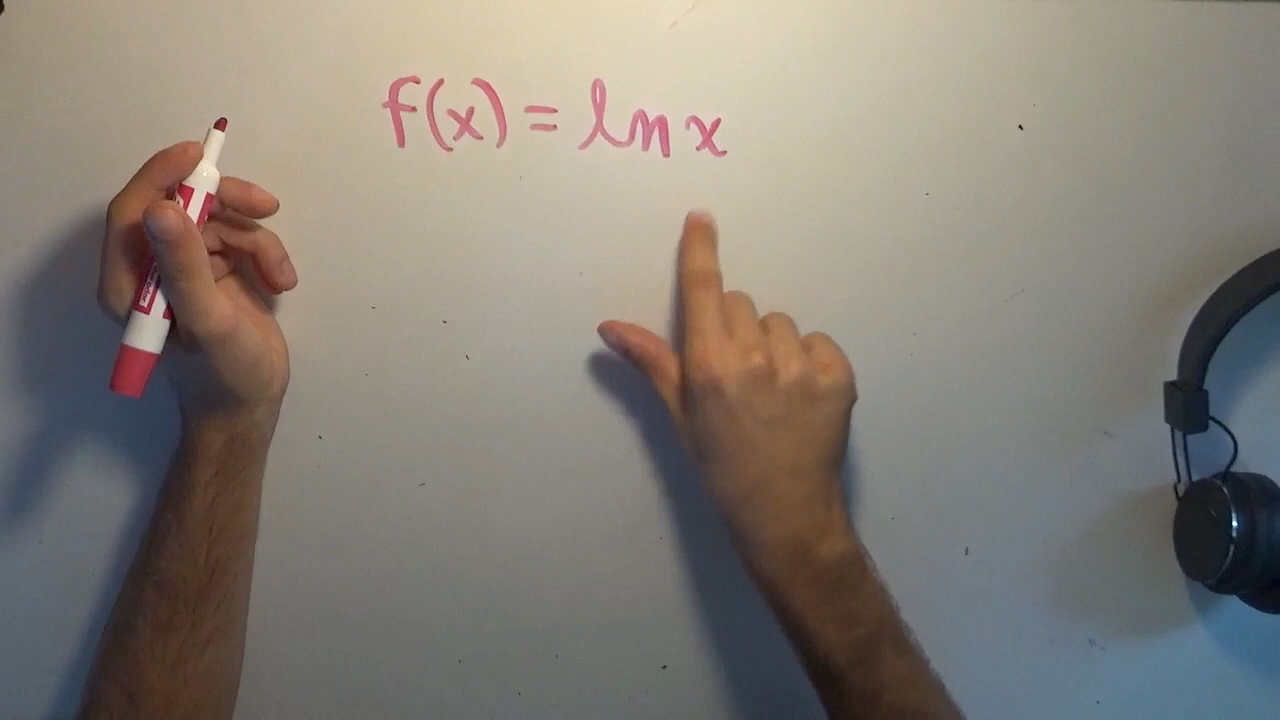 f(x) = ln x